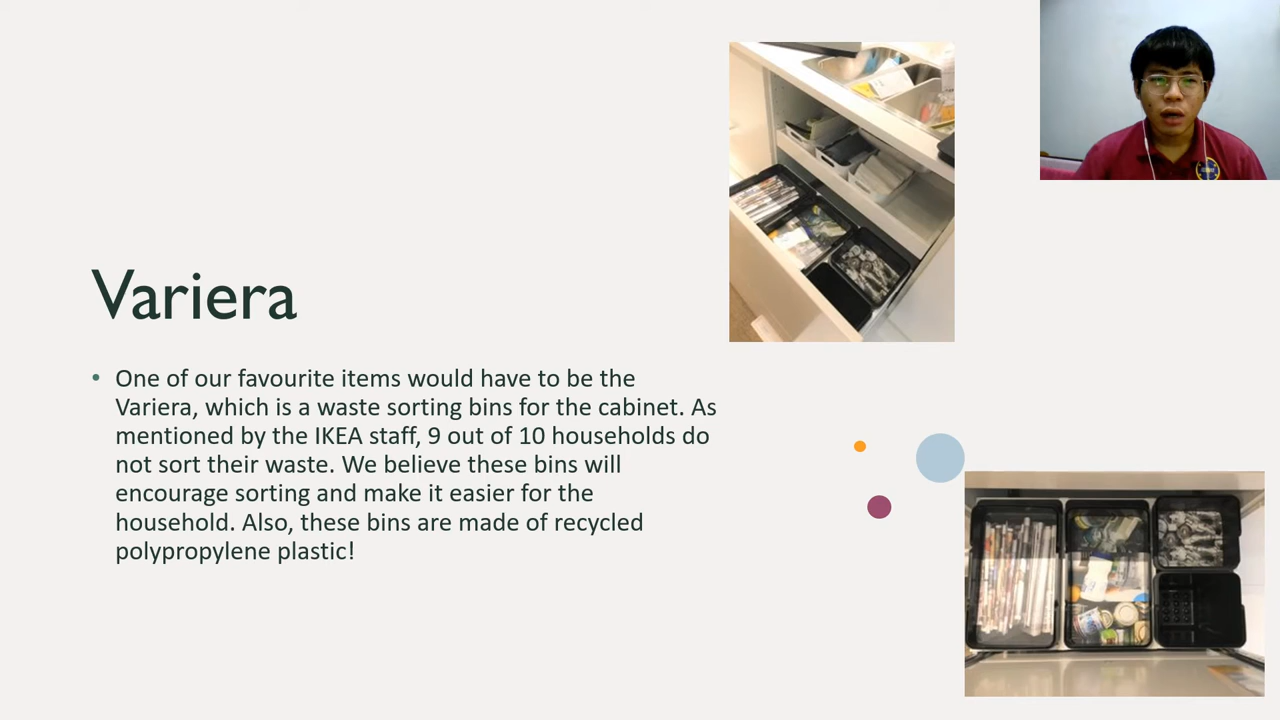 Variera
• One of our favourite items would have to be the
Variera, which is a waste sorting bins for the cabinet. As
mentioned by the IKEA staff, 9 out of 10 households do
not sort their waste. We believe these bins will
encourage sorting and make it easier for the
household. Also, these bins are made of recycled
polypropylene plastic!